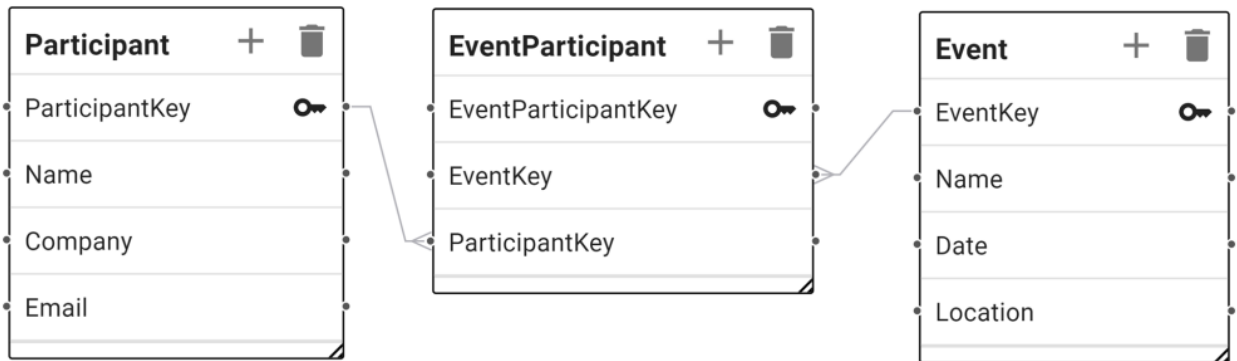 Participant
ParticipantKey
Name
Company
Email
EventParticipant
EventParticipantKey
EventKey
ParticipantKey
Event
EventKey
Name
Date
Location